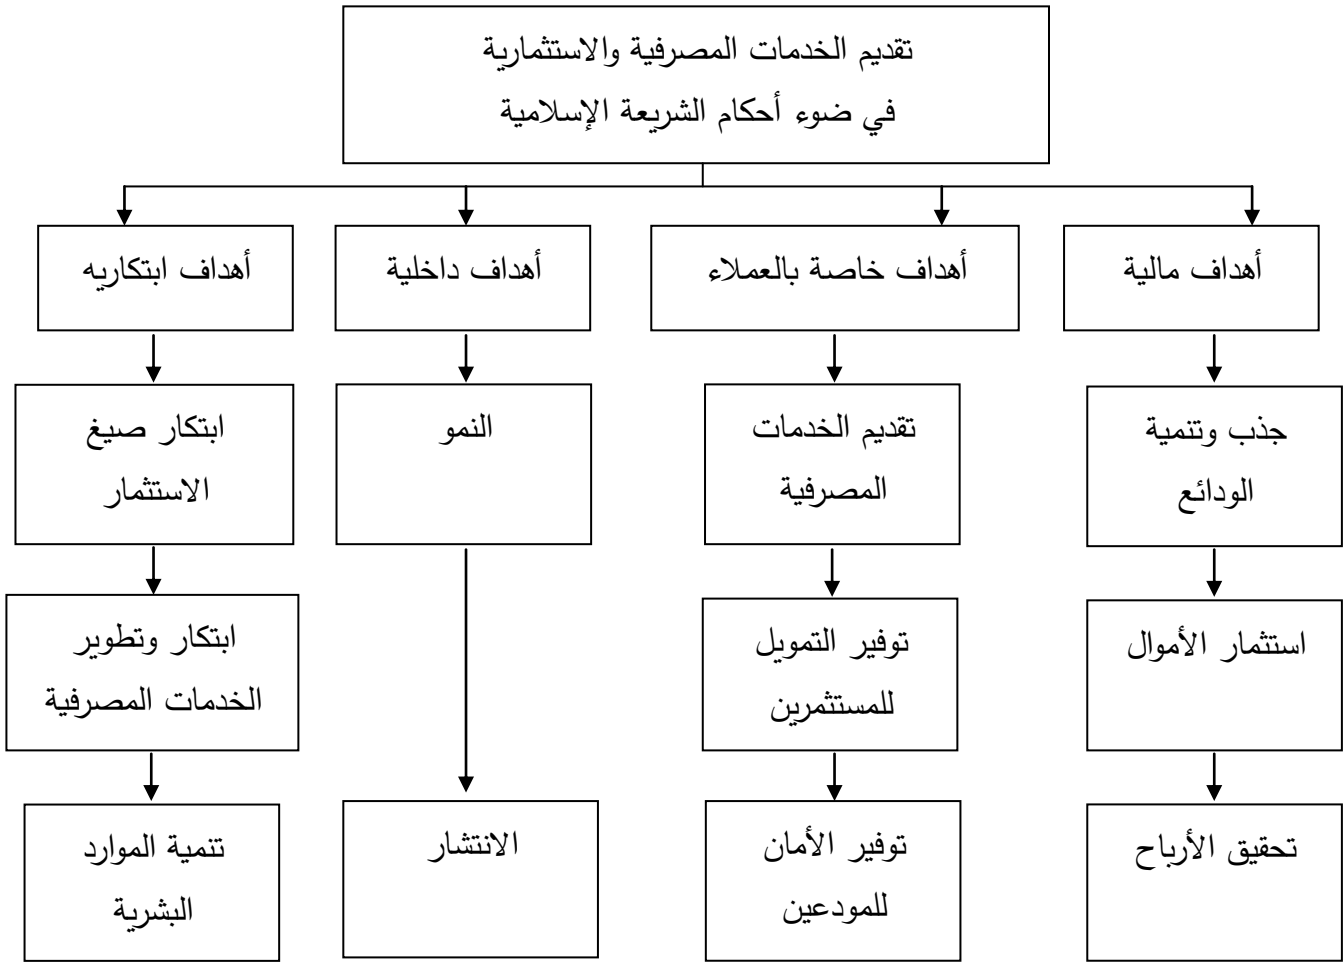 تقديم الخدمات المصرفية والاستثمارية
في ضوء أحكام الشريعة الإسلامية
أهداف مالية
أهداف خاصة بالعملاء
أهداف داخلية
أهداف ابتكاريه
جذب وتنمية
الودائع
تقديم الخدمات
المصرفية
النمو
ابتكار صيغ
الاستثمار
استثمار الأموال
توفير التمويل
للمستثمرين
ابتكار وتطوير
الخدمات المصرفية
تحقيق الأرباح
توفير الأمان
للمودعين
الانتشار
تنمية الموارد
البشرية